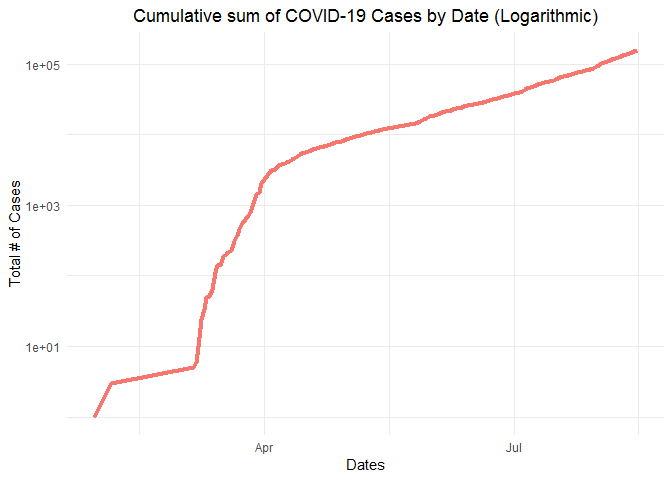 Cumulative sum of COVID-19 Cases by Date (Logarithmic)
1e+05
1e+03
1e+01
Total # of Cases
Apr
Jul
Dates